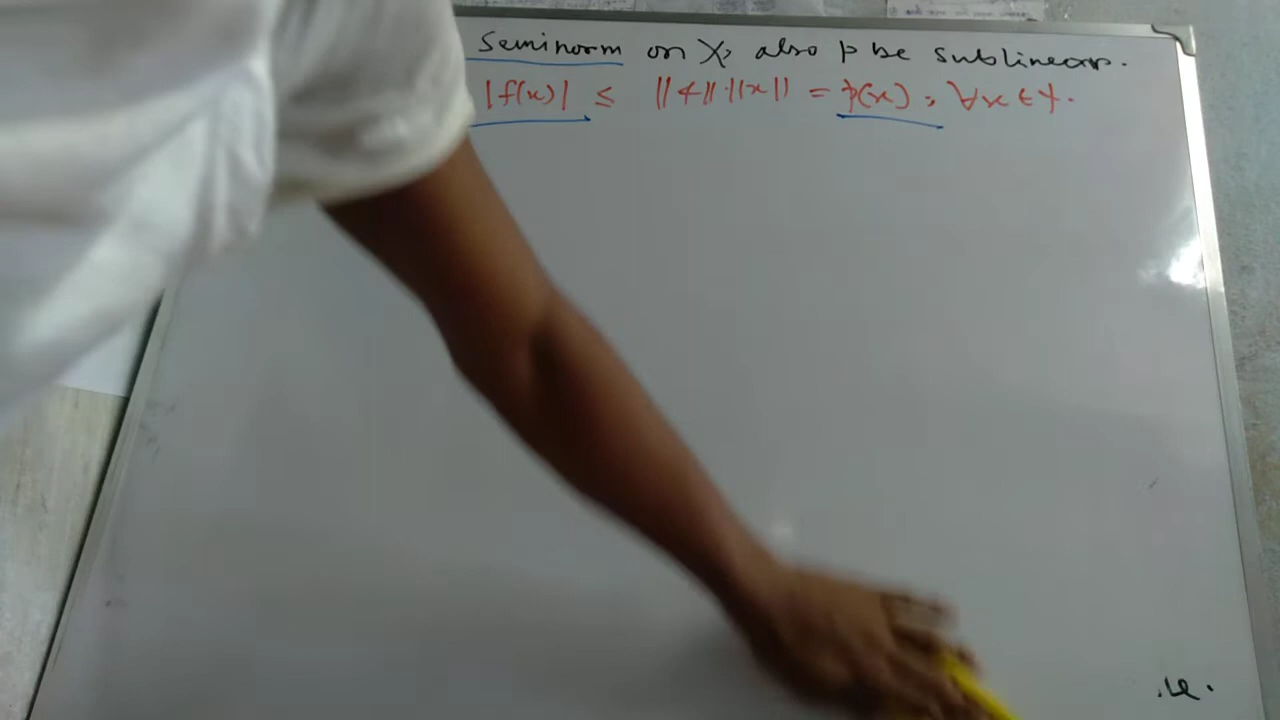 Seminorm on X, also p be sublinear.
|f(x)| ≤ ||f||·||x|| = p(x), ∀x∈Y.